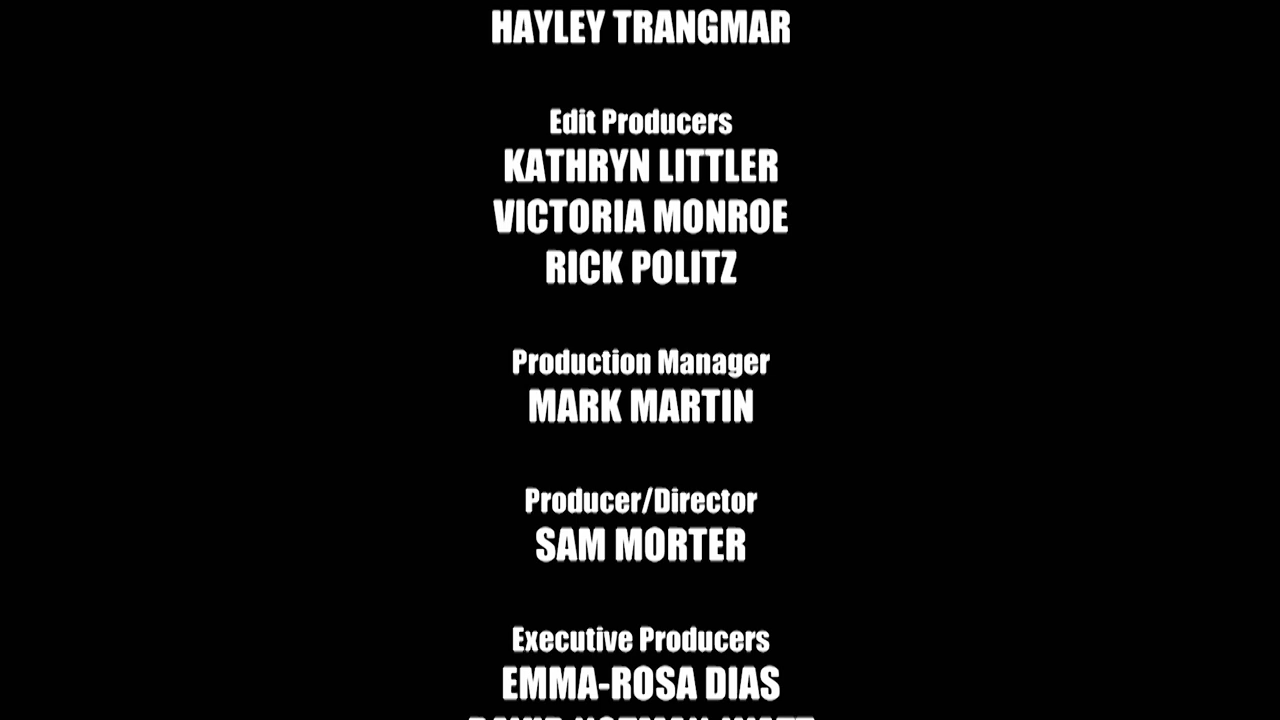 HAYLEY TRANGMAR
Edit Producers
KATHRYN LITTLER
VICTORIA MONROE
RICK POLITZ
Production Manager
MARK MARTIN
Producer/Director
SAM MORTER
Executive Producers
EMMA-ROSA DIAS